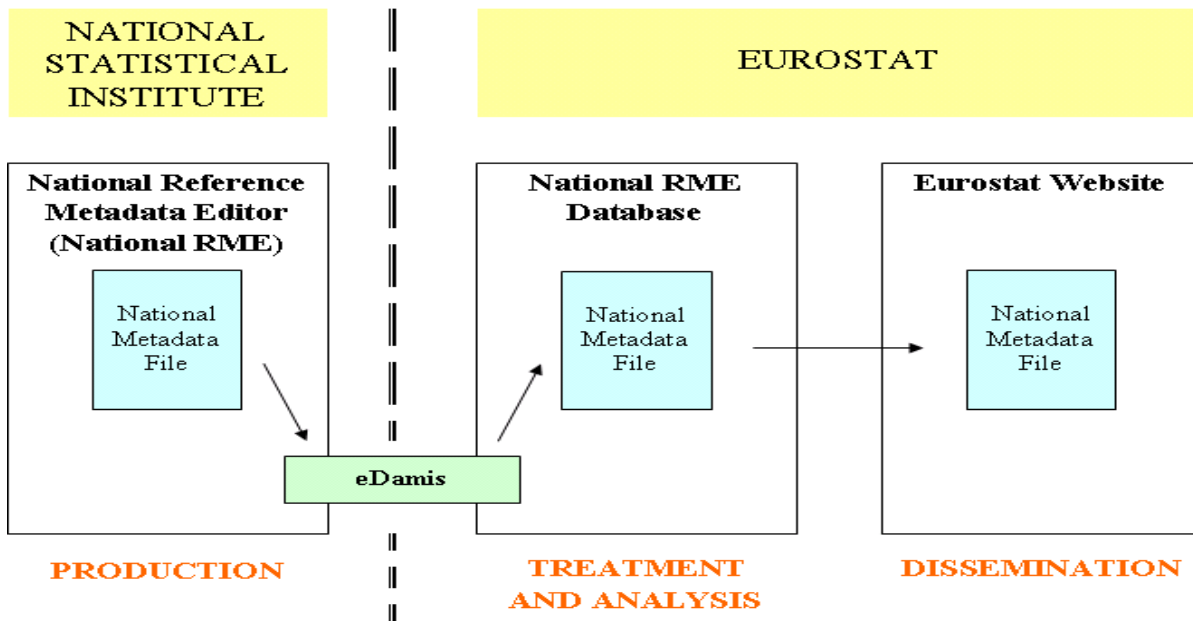 NATIONAL
STATISTICAL
INSTITUTE
EUROSTAT
National Reference
Metadata Editor
(National RME)
National
Metadata
File
National RME
Database
National
Metadata
File
Eurostat Website
National
Metadata
File
eDamis
PRODUCTION
TREATMENT
AND ANALYSIS
DISSEMINATION